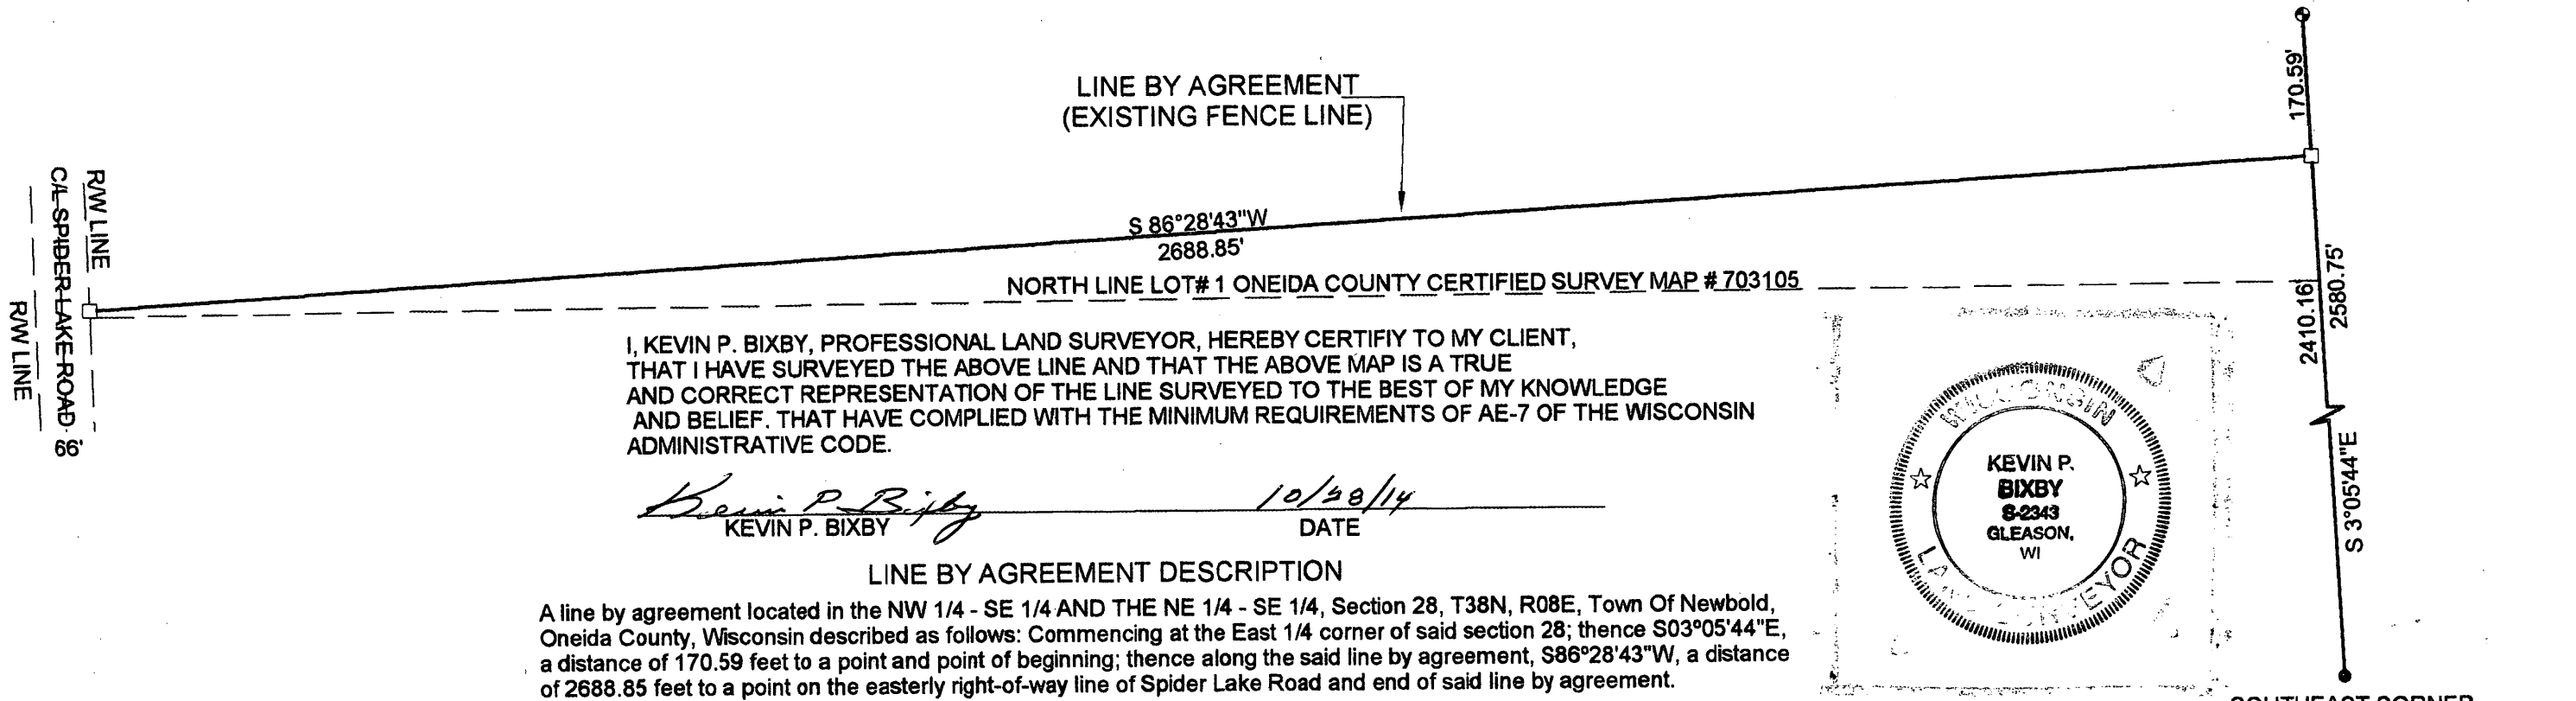 LINE BY AGREEMENT
(EXISTING FENCE LINE)
170.59'
R/W LINE
C/L SPIDER LAKE ROAD
66'
R/W LINE
S 86°28'43"W
2688.85'
NORTH LINE LOT# 1 ONEIDA COUNTY CERTIFIED SURVEY MAP # 703105
2410.16'
2580.75'
S 3°05'44"E
I, KEVIN P. BIXBY, PROFESSIONAL LAND SURVEYOR, HEREBY CERTIFIY TO MY CLIENT,
THAT I HAVE SURVEYED THE ABOVE LINE AND THAT THE ABOVE MAP IS A TRUE
AND CORRECT REPRESENTATION OF THE LINE SURVEYED TO THE BEST OF MY KNOWLEDGE
AND BELIEF. THAT HAVE COMPLIED WITH THE MINIMUM REQUIREMENTS OF AE-7 OF THE WISCONSIN
ADMINISTRATIVE CODE.
Kevin P Bixby
10/28/14
KEVIN P. BIXBY
DATE
WISCONSIN
KEVIN P.
BIXBY
S-2343
GLEASON,
WI
LAND SURVEYOR
LINE BY AGREEMENT DESCRIPTION
A line by agreement located in the NW 1/4 - SE 1/4 AND THE NE 1/4 - SE 1/4, Section 28, T38N, R08E, Town Of Newbold,
Oneida County, Wisconsin described as follows: Commencing at the East 1/4 corner of said section 28; thence S03°05'44"E,
a distance of 170.59 feet to a point and point of beginning; thence along the said line by agreement, S86°28'43"W, a distance
of 2688.85 feet to a point on the easterly right-of-way line of Spider Lake Road and end of said line by agreement.
SOUTHEAST CORNER